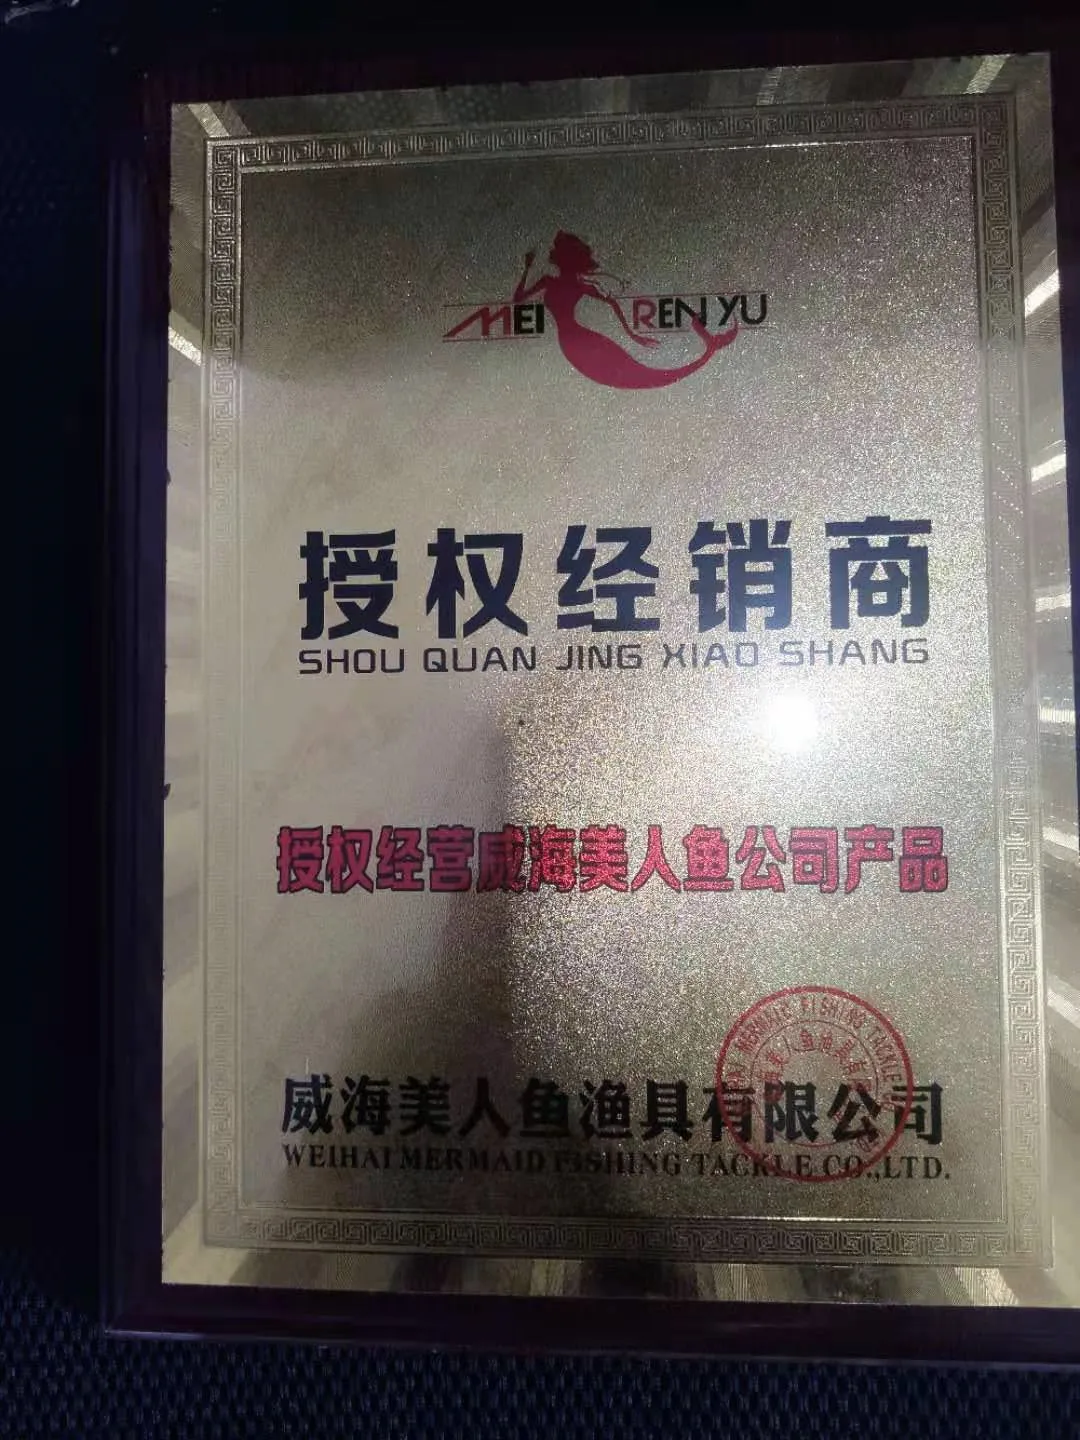 MEI RENYU
授权经销商
SHOU QUAN JING XIAO SHANG
授权经营威海美人鱼公司产品
威海美人鱼渔具有限公司
WEIHAI MERMAID FISHING TACKLE CO.,LTD.